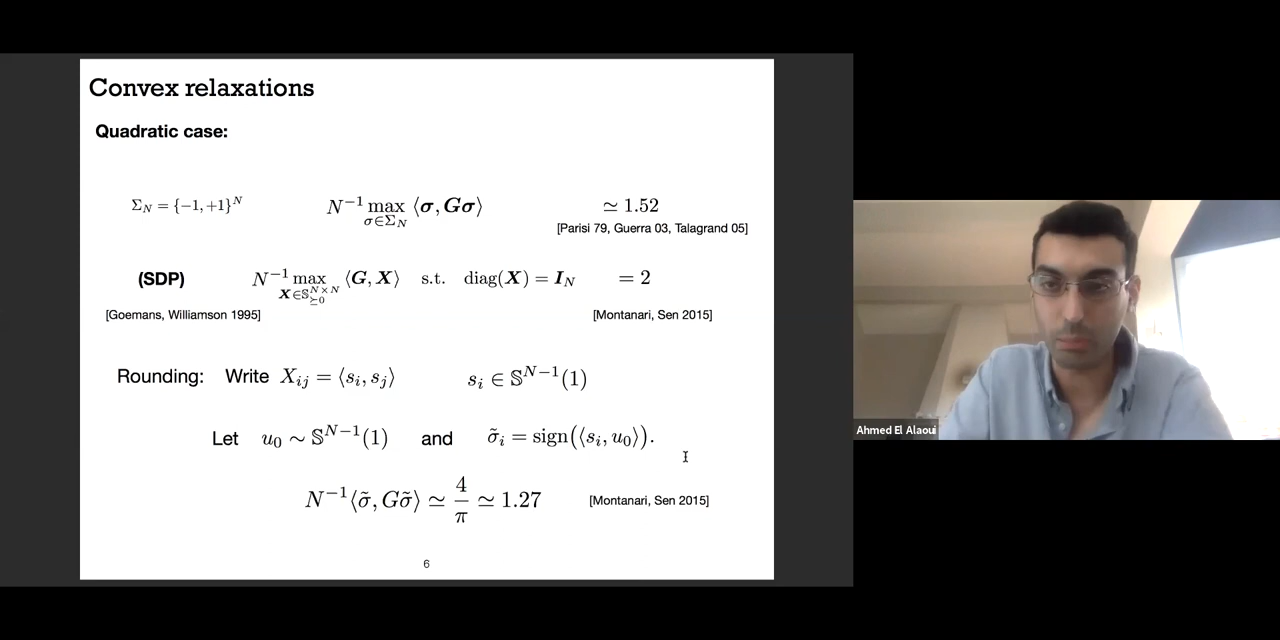 Convex relaxations
Quadratic case:
Σ_N = {−1, +1}^N    N^{−1} max_{σ∈Σ_N} ⟨σ, Gσ⟩    ≃ 1.52
[Parisi 79, Guerra 03, Talagrand 05]
(SDP)    N^{−1} max_{X∈𝕊^{N×N}_{⪰0}} ⟨G, X⟩  s.t.  diag(X) = I_N    = 2
[Goemans, Williamson 1995]    [Montanari, Sen 2015]
Rounding:  Write  X_{ij} = ⟨s_i, s_j⟩    s_i ∈ 𝕊^{N−1}(1)
Let  u_0 ∼ 𝕊^{N−1}(1)  and  σ̃_i = sign(⟨s_i, u_0⟩).
N^{−1}⟨σ̃, Gσ̃⟩ ≃ 4/π ≃ 1.27    [Montanari, Sen 2015]
6
Ahmed El Alaoui